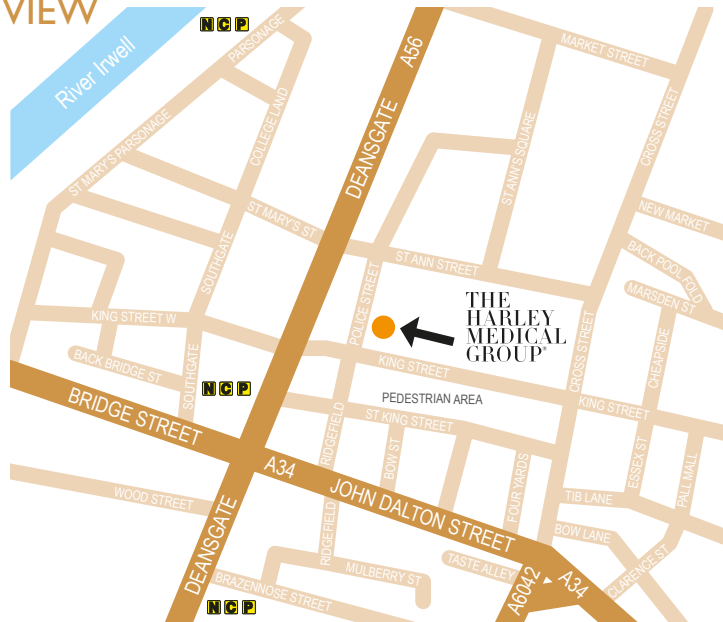 VIEW
NCP
PARSONAGE
A56
MARKET STREET
River Irwell
COLLEGE LAND
DEANSGATE
CROSS STREET
ST MARY'S PARSONAGE
ST ANN'S SQUARE
ST MARY'S ST
NEW MARKET
SOUTHGATE
ST ANN STREET
BACK POOL FOLD
MARSDEN ST
POLICE STREET
THE
HARLEY
MEDICAL
GROUP®
KING STREET W
CROSS STREET
CHEAPSIDE
BACK BRIDGE ST
SOUTHGATE
KING STREET
NCP
PEDESTRIAN AREA
KING STREET
BRIDGE STREET
ST KING STREET
RIDGEFIELD
BOW ST
A34
FOUR YARDS
ESSEX ST
PALL MALL
WOOD STREET
JOHN DALTON STREET
TIB LANE
BOW LANE
RIDGEFIELD
DEANSGATE
MULBERRY ST
TASTE ALLEY
CLARENCE ST
BRAZENNOSE STREET
A6042
A34
NCP